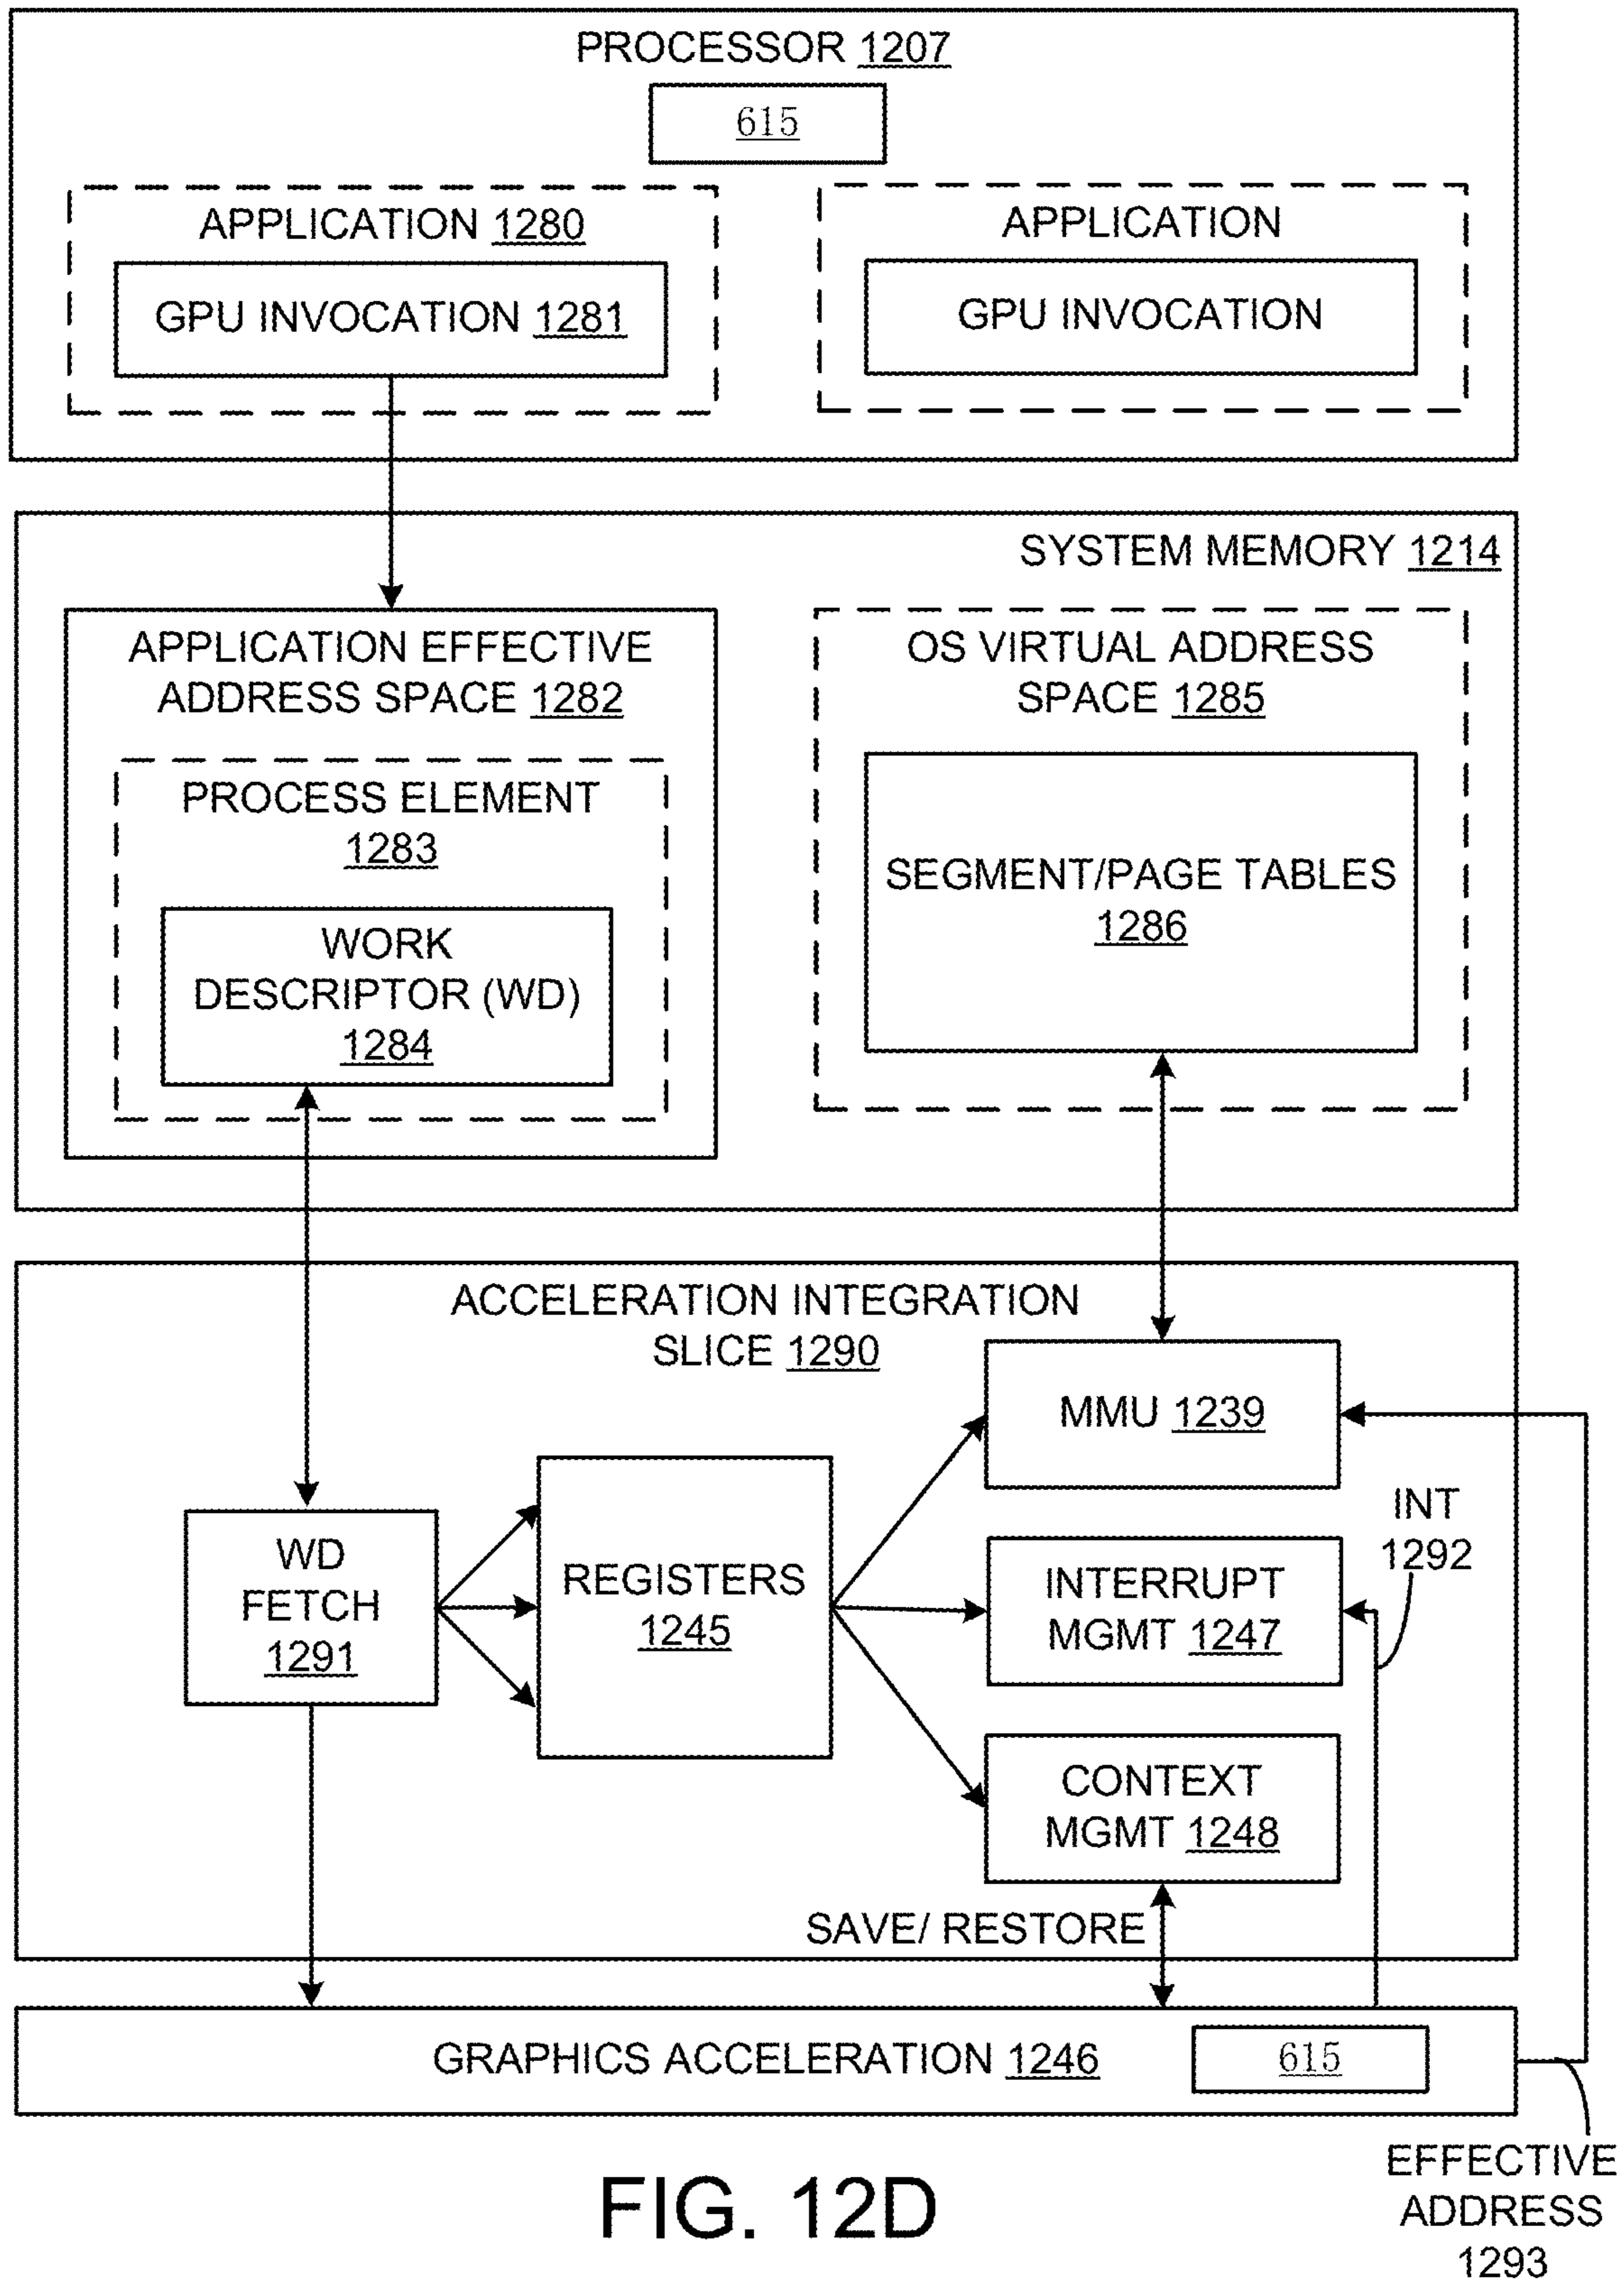 PROCESSOR 1207
615
APPLICATION 1280
GPU INVOCATION 1281
APPLICATION
GPU INVOCATION
SYSTEM MEMORY 1214
APPLICATION EFFECTIVE
ADDRESS SPACE 1282
PROCESS ELEMENT
1283
WORK
DESCRIPTOR (WD)
1284
OS VIRTUAL ADDRESS
SPACE 1285
SEGMENT/PAGE TABLES
1286
ACCELERATION INTEGRATION
SLICE 1290
WD
FETCH
1291
REGISTERS
1245
MMU 1239
INTERRUPT
MGMT 1247
CONTEXT
MGMT 1248
INT
1292
SAVE/ RESTORE
GRAPHICS ACCELERATION 1246
615
EFFECTIVE
ADDRESS
1293
FIG. 12D